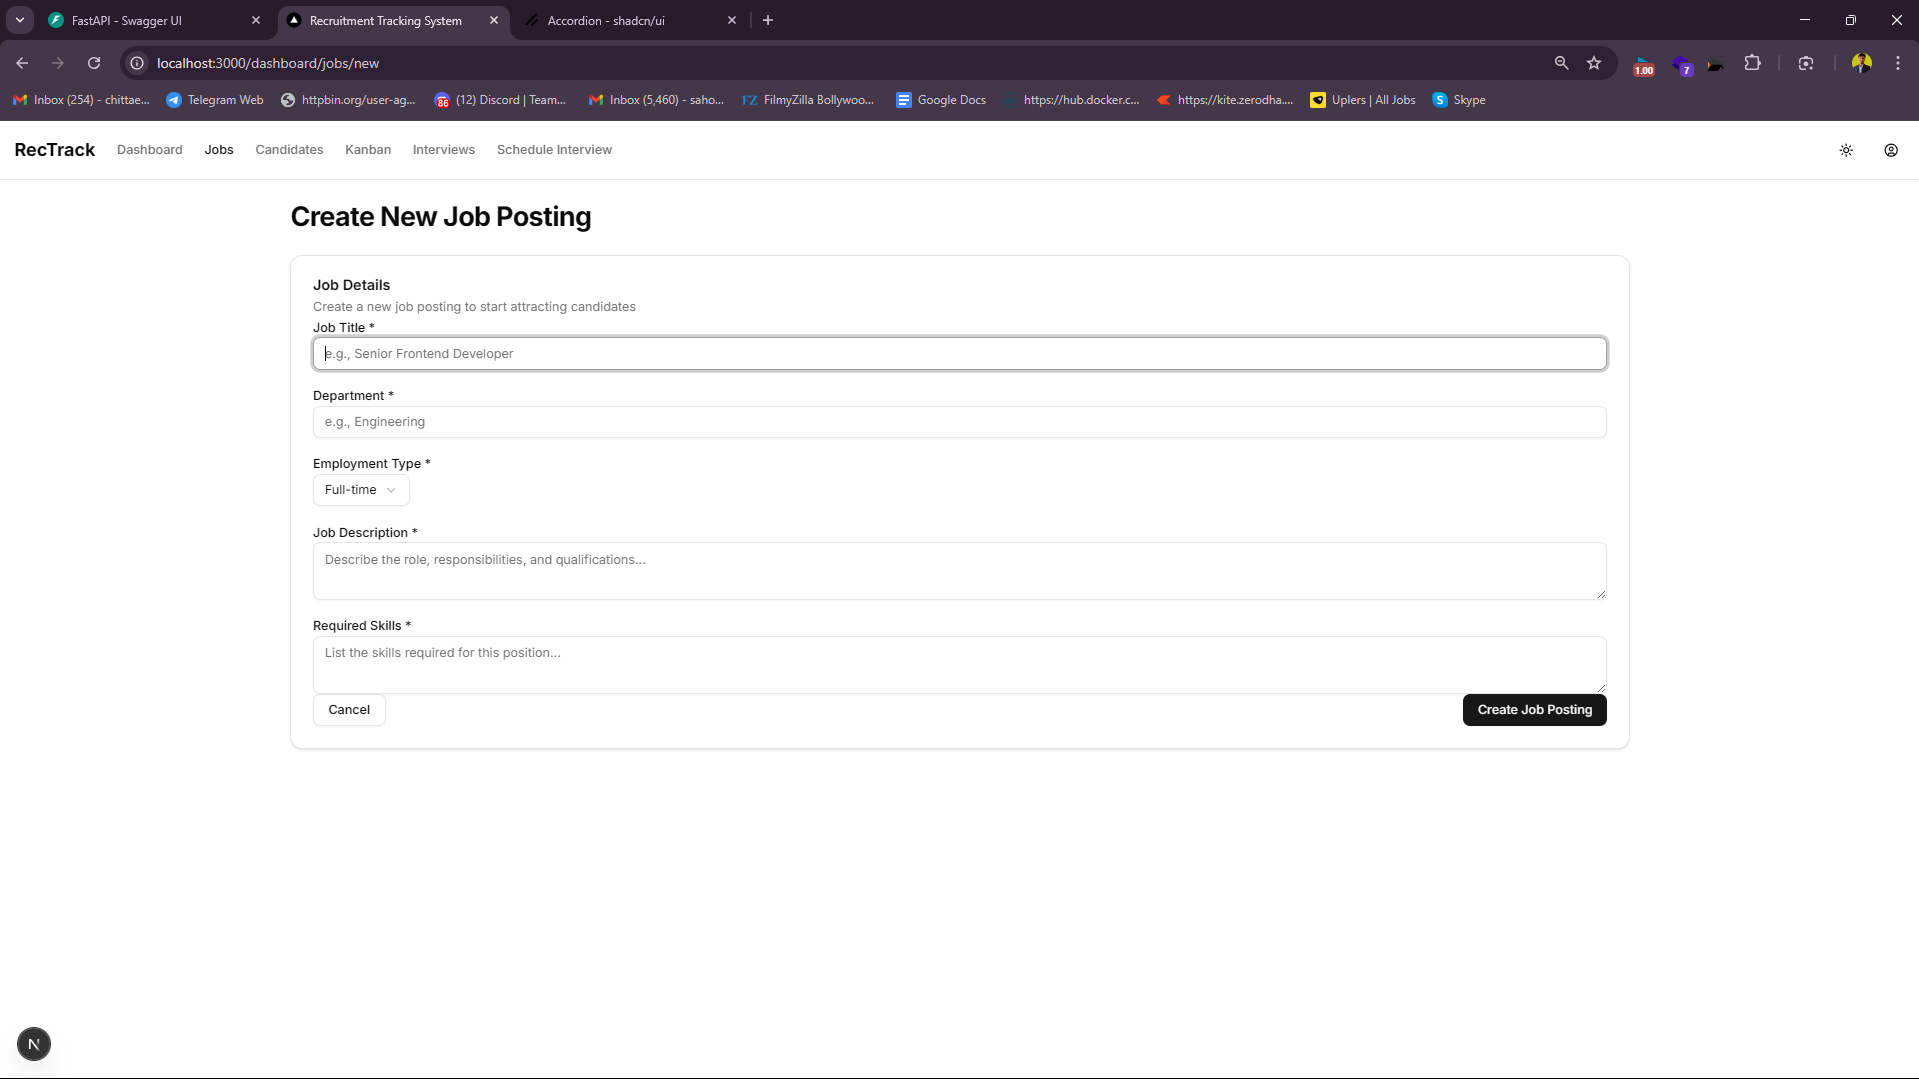 FastAPI - Swagger UI
Recruitment Tracking System
Accordion - shadcn/ui
localhost:3000/dashboard/jobs/new
1.00
7
Inbox (254) - chittae...
Telegram Web
httpbin.org/user-ag...
86
(12) Discord | Team...
Inbox (5,460) - saho...
FZ
FilmyZilla Bollywoo...
Google Docs
https://hub.docker.c...
https://kite.zerodha....
Uplers | All Jobs
S
Skype
RecTrack
Dashboard
Jobs
Candidates
Kanban
Interviews
Schedule Interview
Create New Job Posting
Job Details
Create a new job posting to start attracting candidates
Job Title *
e.g., Senior Frontend Developer
Department *
e.g., Engineering
Employment Type *
Full-time
Job Description *
Describe the role, responsibilities, and qualifications...
Required Skills *
List the skills required for this position...
Cancel
Create Job Posting
N